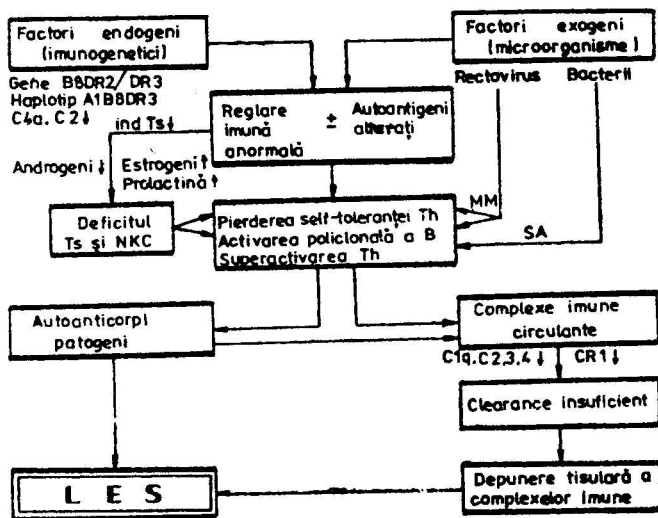 Factori endogeni
(imunogenetici)
Factori exogeni
(microorganisme)
Gene B8DR2/DR3
Haplotip A1B8DR3
C4a. C2↓
Rectovirus Bacterii
Reglare imună anormală
± Autoantigeni alterați
ind Ts↓
Androgeni ↓
Estrogeni ↑
Prolactină ↑
Deficitul
Ts și NKC
Pierderea self-toleranței Th
Activarea policlonată a B
Superactivarea Th
MM
SA
Autoanticorpi
patogeni
Complexe imune
circulante
C1q. C2,3,4 ↓ CR1 ↓
Clearance insuficient
L E S
Depunere tisulară a
complexelor imune